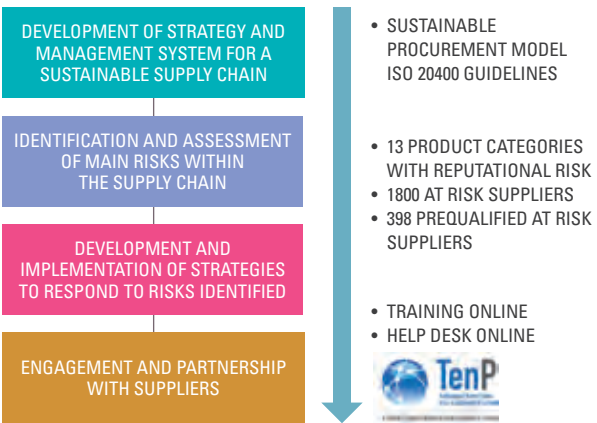 DEVELOPMENT OF STRATEGY AND
MANAGEMENT SYSTEM FOR A
SUSTAINABLE SUPPLY CHAIN
• SUSTAINABLE
PROCUREMENT MODEL
ISO 20400 GUIDELINES
IDENTIFICATION AND ASSESSMENT
OF MAIN RISKS WITHIN
THE SUPPLY CHAIN
• 13 PRODUCT CATEGORIES
WITH REPUTATIONAL RISK
• 1800 AT RISK SUPPLIERS
• 398 PREQUALIFIED AT RISK
SUPPLIERS
DEVELOPMENT AND
IMPLEMENTATION OF STRATEGIES
TO RESPOND TO RISKS IDENTIFIED
• TRAINING ONLINE
• HELP DESK ONLINE
ENGAGEMENT AND PARTNERSHIP
WITH SUPPLIERS
TenP